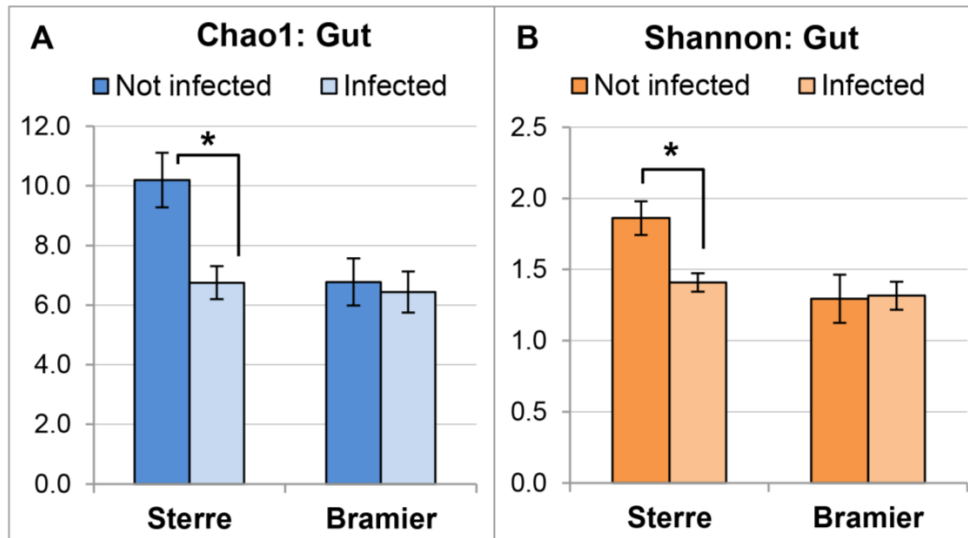 A Chao1: Gut
Not infected Infected
12.0
10.0
8.0
6.0
4.0
2.0
0.0
*
Sterre Bramier
B Shannon: Gut
Not infected Infected
2.5
2.0
1.5
1.0
0.5
0.0
*
Sterre Bramier